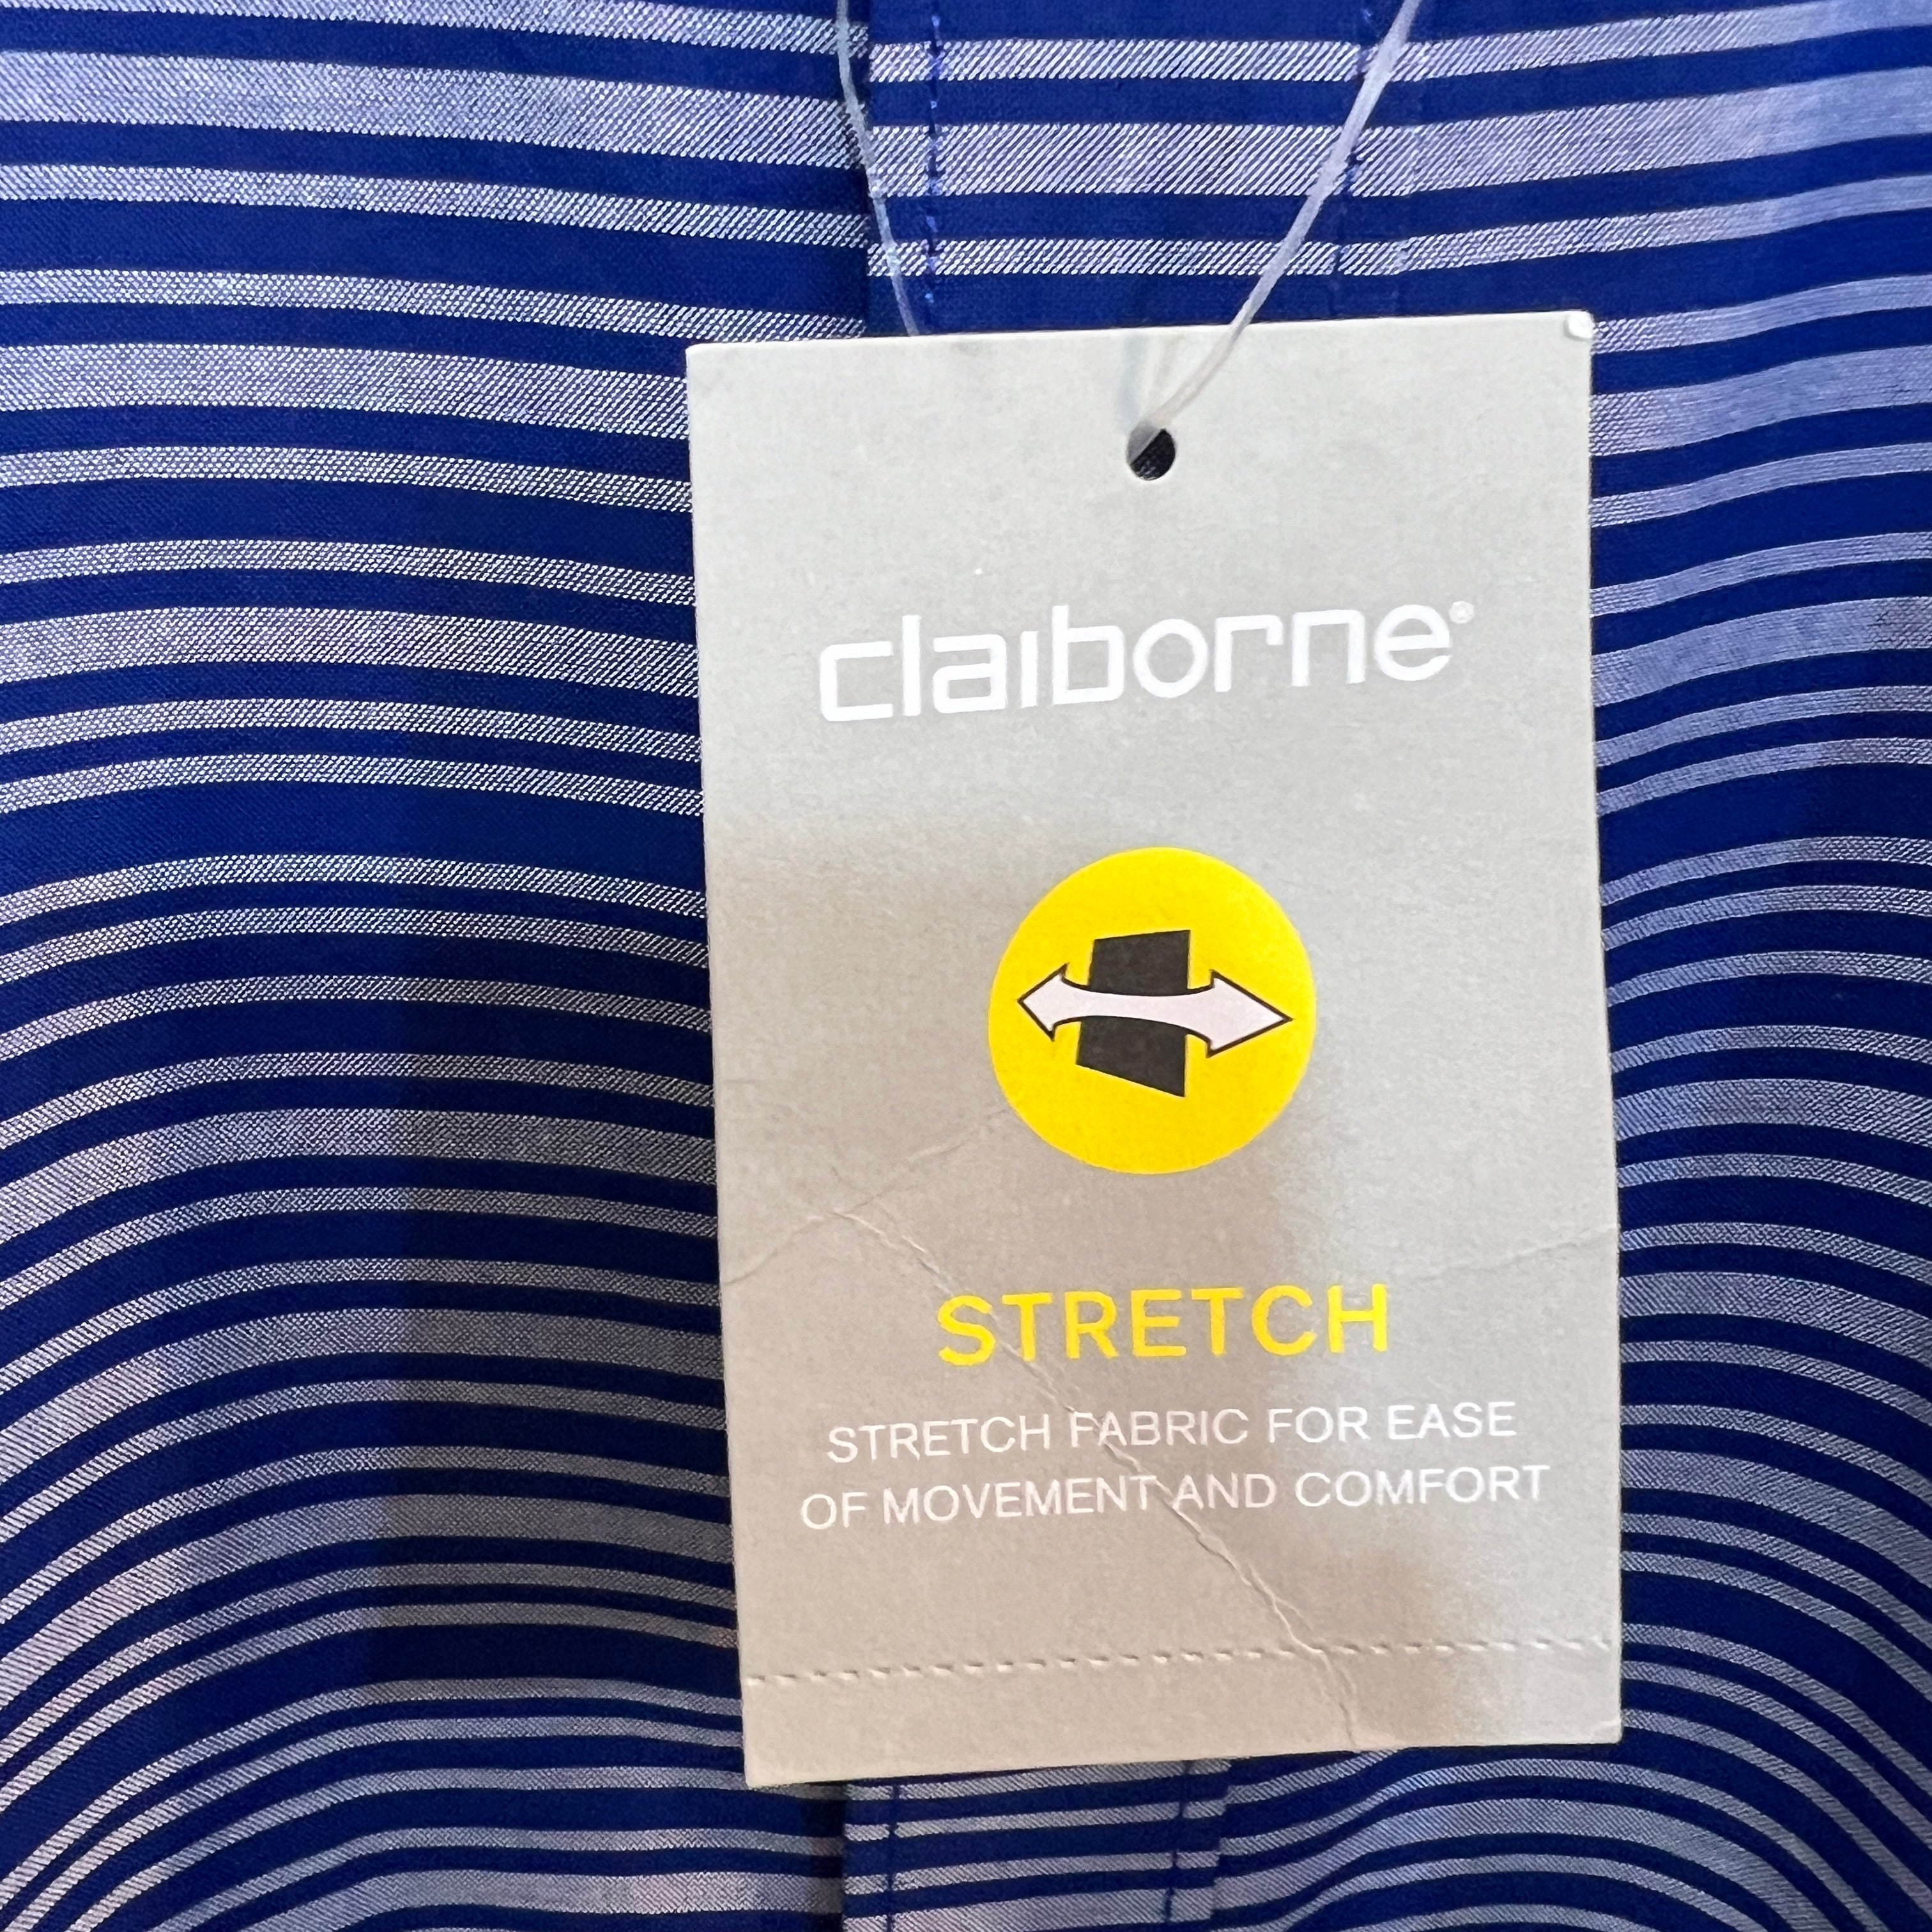 claiborne®
STRETCH
STRETCH FABRIC FOR EASE
OF MOVEMENT AND COMFORT